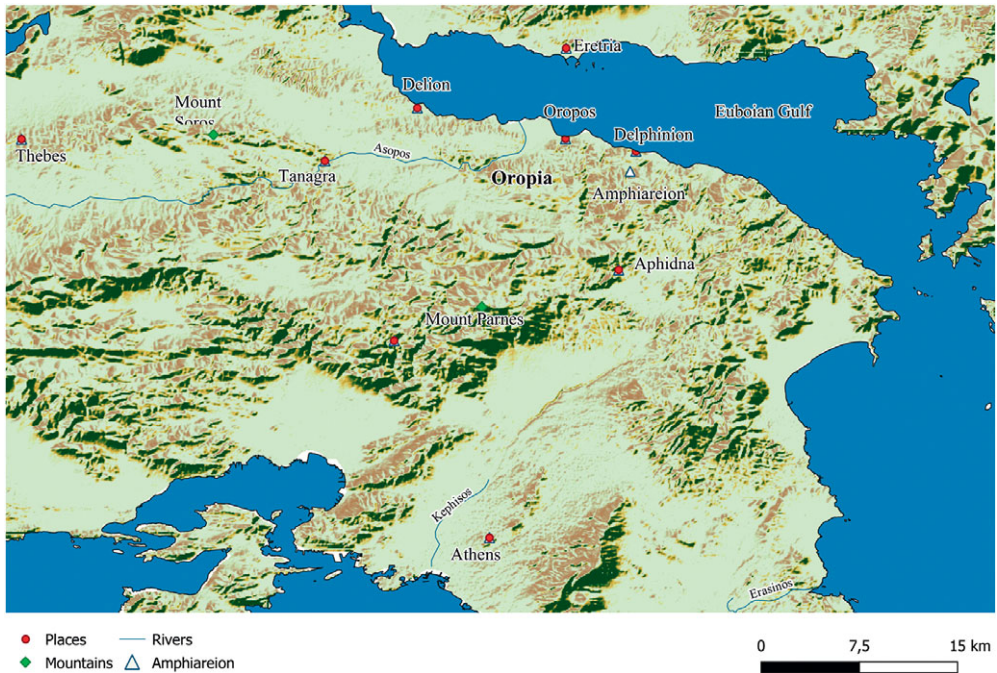 Eretria
Delion
Mount
Soros
Oropos
Euboian Gulf
Delphinion
Thebes
Asopos
Tanagra
Oropia
Amphiareion
Aphidna
Mount Parnes
Kephisos
Athens
Erasinos
Places
Rivers
Mountains
Amphiareion
0 7,5 15 km